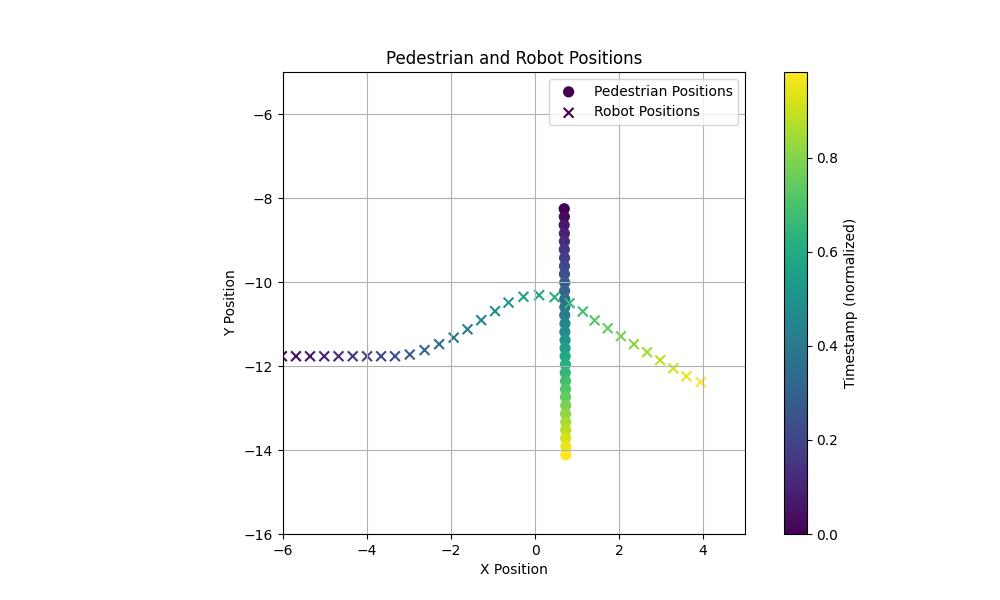 Pedestrian and Robot Positions
Pedestrian Positions
Robot Positions
−6
−8
−10
−12
−14
−16
Y Position
−6
−4
−2
0
2
4
X Position
0.8
0.6
0.4
0.2
0.0
Timestamp (normalized)